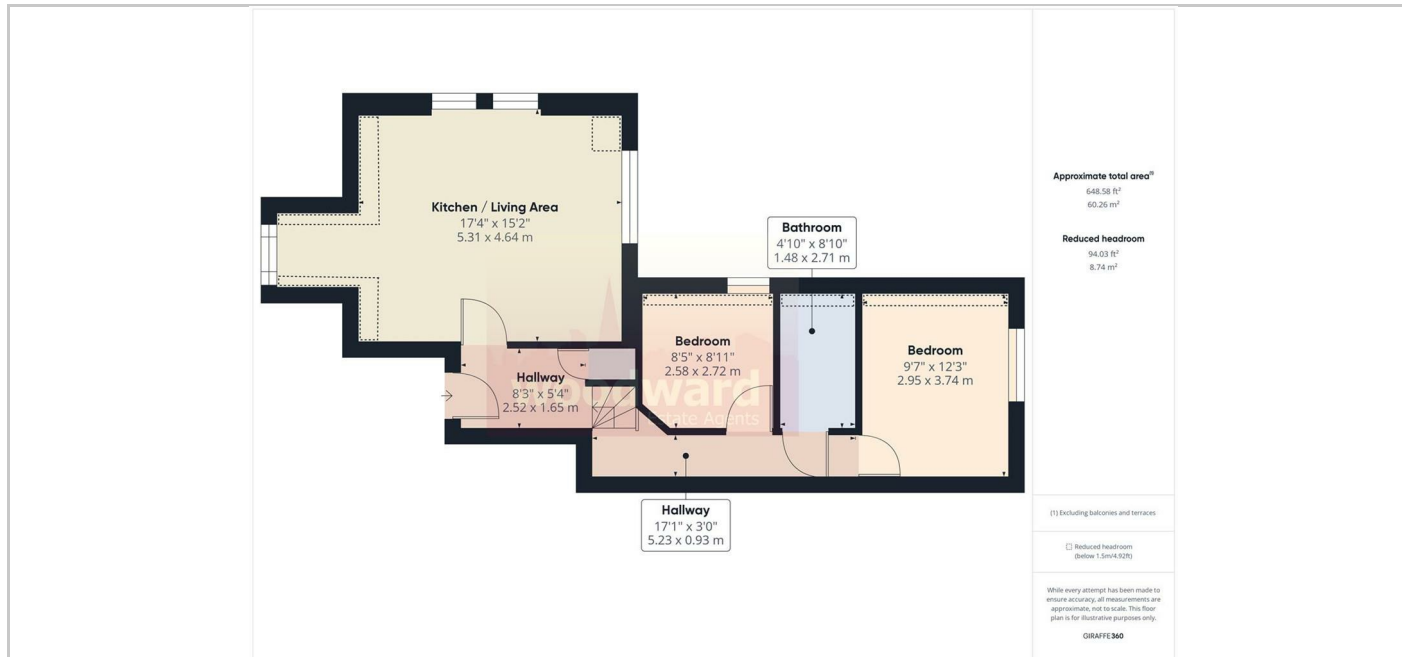 Kitchen / Living Area
17'4" x 15'2"
5.31 x 4.64 m
Bathroom
4'10" x 8'10"
1.48 x 2.71 m
Bedroom
8'5" x 8'11"
2.58 x 2.72 m
Bedroom
9'7" x 12'3"
2.95 x 3.74 m
Hallway
8'3" x 5'4"
2.52 x 1.65 m
woodward
Estate Agents
Hallway
17'1" x 3'0"
5.23 x 0.93 m
Approximate total area⁽¹⁾
648.58 ft²
60.26 m²
Reduced headroom
94.03 ft²
8.74 m²
(1) Excluding balconies and terraces
Reduced headroom
(below 1.5m/4.92ft)
While every attempt has been made to
ensure accuracy, all measurements are
approximate, not to scale. This floor
plan is for illustrative purposes only.
GIRAFFE360